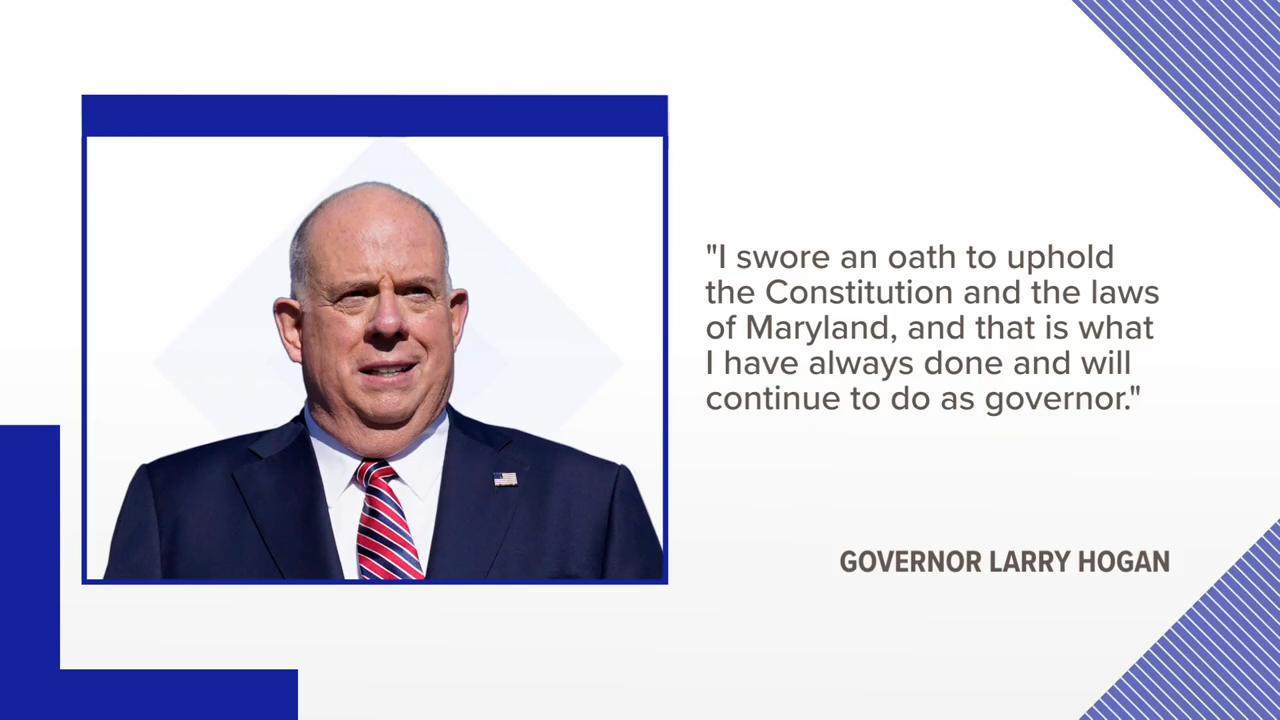 "I swore an oath to uphold
the Constitution and the laws
of Maryland, and that is what
I have always done and will
continue to do as governor."
GOVERNOR LARRY HOGAN